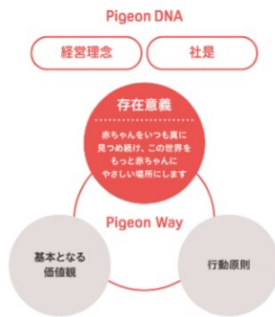 Pigeon DNA
経営理念
社是
存在意義
赤ちゃんをいつも真に
見つめ続け、この世界を
もっと赤ちゃんに
やさしい場所にします
Pigeon Way
基本となる
価値観
行動原則